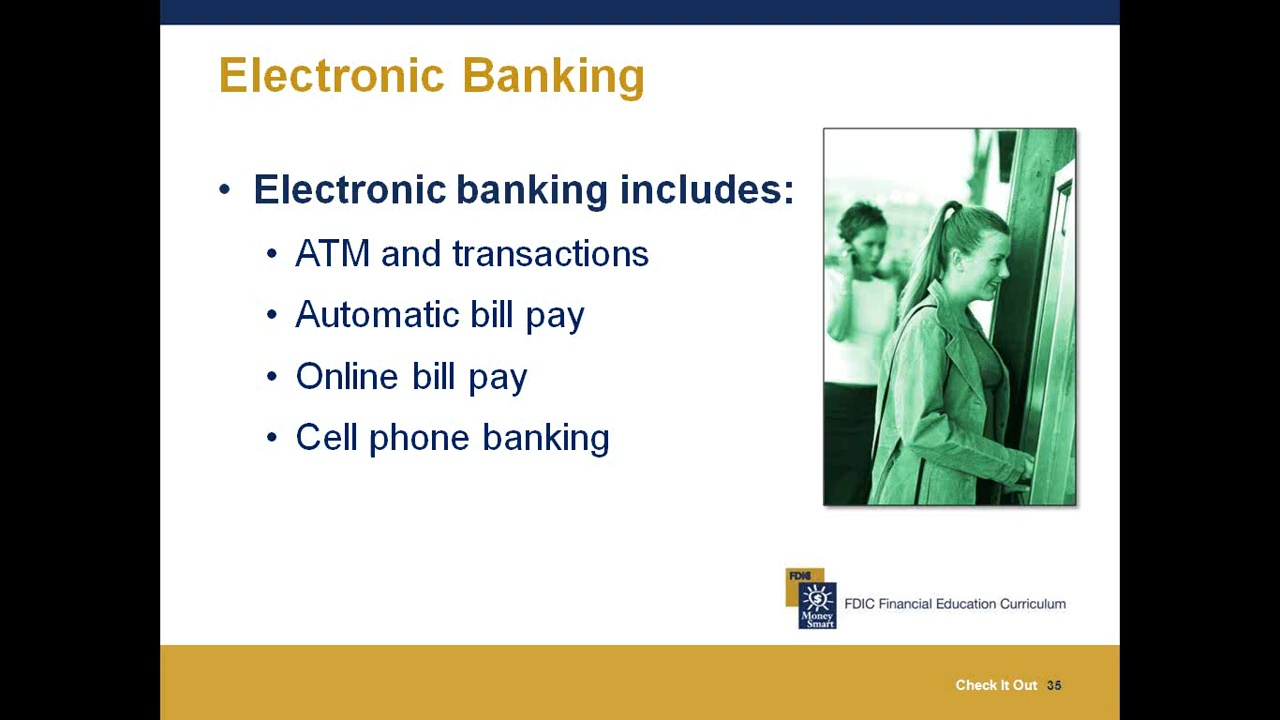 Electronic Banking
• Electronic banking includes:
• ATM and transactions
• Automatic bill pay
• Online bill pay
• Cell phone banking
FDIC
Money
Smart
FDIC Financial Education Curriculum
Check It Out 35